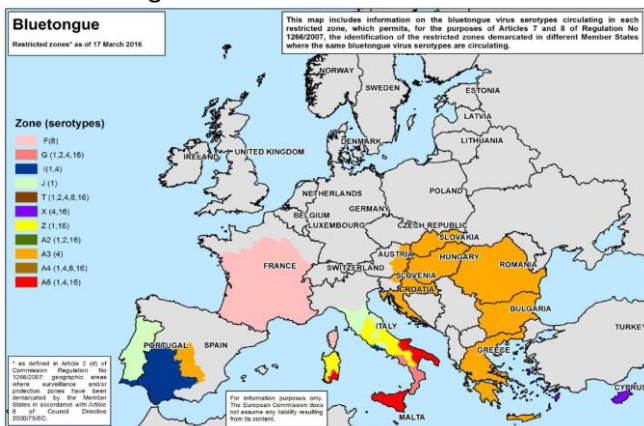 Bluetongue
Restricted zones* as of 17 March 2016
This map includes information on the bluetongue virus serotypes circulating in each
restricted zone, which permits, for the purposes of Articles 7 and 8 of Regulation No
1266/2007, the identification of the restricted zones demarcated in different Member States
where the same bluetongue virus serotypes are circulating.
NORWAY
SWEDEN
ESTONIA
LATVIA
LITHUANIA
DENMARK
IRELAND
UNITED KINGDOM
Zone (serotypes)
F(8)
G (1,2,4,16)
I(1,4)
J (1)
T (1,2,4,8,16)
X (4,16)
Z (1,16)
A2 (1,2,16)
A3 (4)
A4 (1,4,8,16)
A6 (1,4,16)
NETHERLANDS
POLAND
GERMANY
BELGIUM
LUXEMBOURG
CZECH REPUBLIC
SLOVAKIA
AUSTRIA
HUNGARY
FRANCE
SWITZERLAND
SLOVENIA
ROMANIA
CROATIA
BULGARIA
ITALY
TURKEY
PORTUGAL
SPAIN
GREECE
CYPRUS
MALTA
* as defined in Article 2 (d) of
Commission Regulation No
1266/2007: geographic areas
where surveillance and/or
protection zones have been
demarcated by the Member
States in accordance with Article
8 of Council Directive
2000/75/EC.
For information purposes only.
The European Commission does
not assume any liability resulting
from its content.